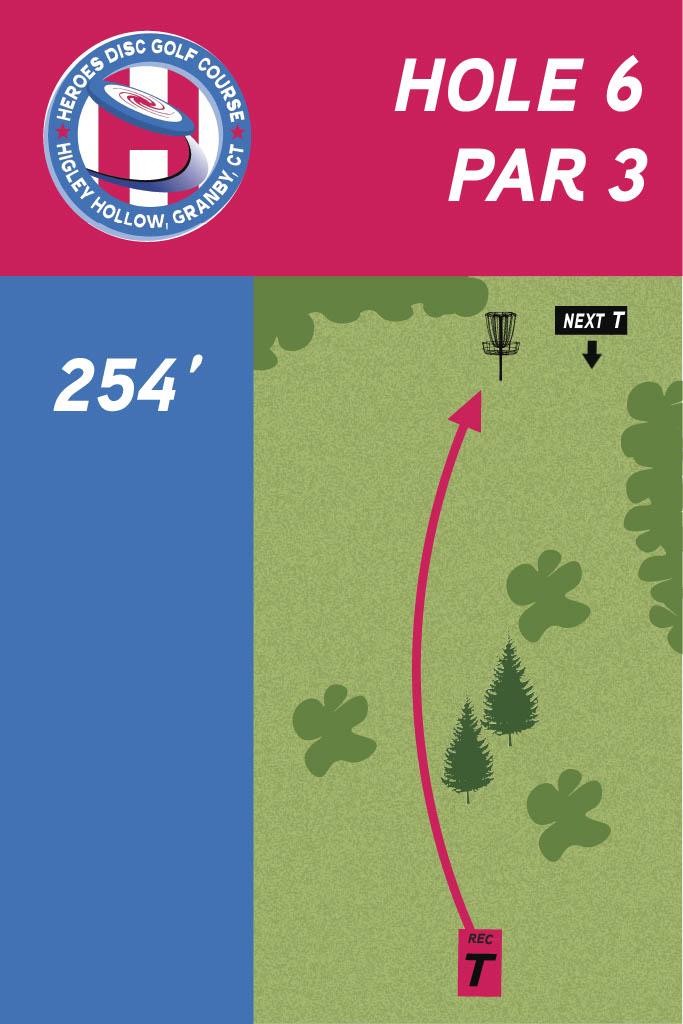 HEROES DISC GOLF COURSE
HIGLEY HOLLOW, GRANBY, CT
HOLE 6
PAR 3
254'
NEXT T
REC
T